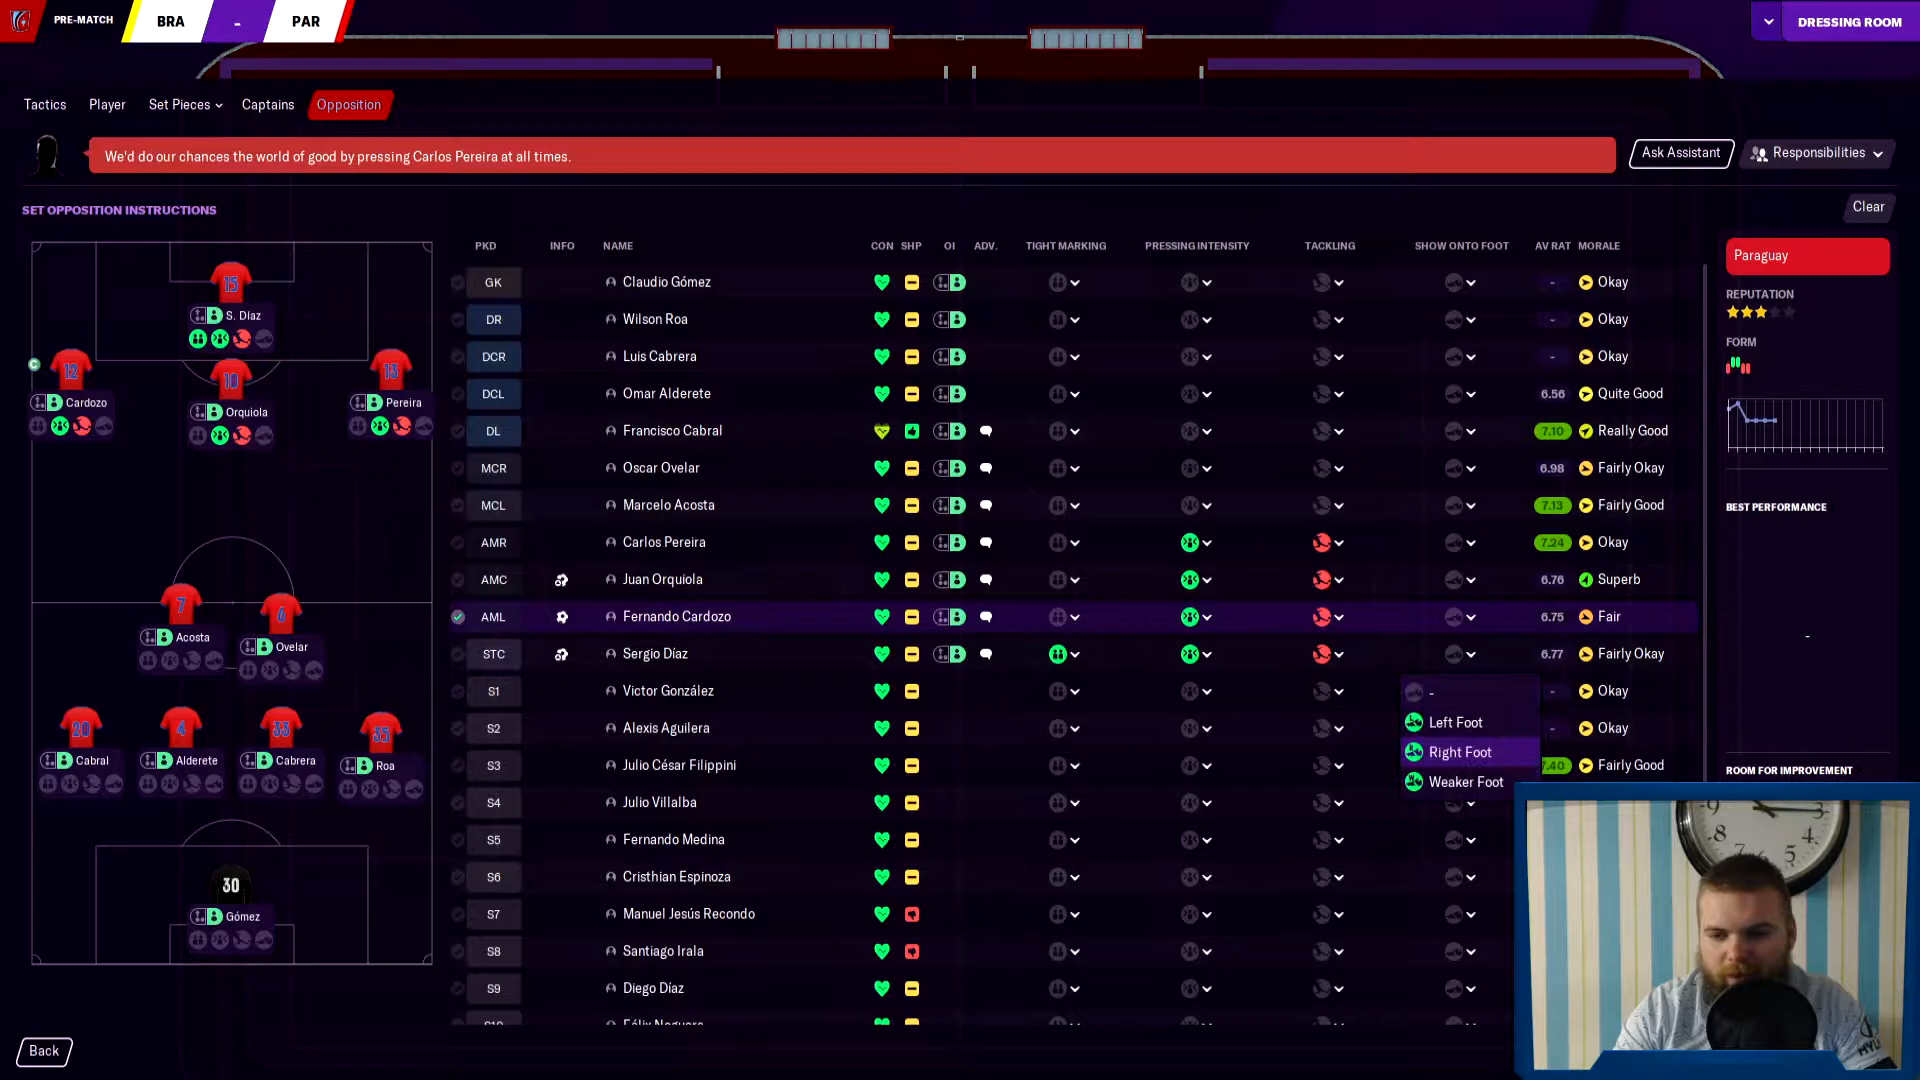 PRE-MATCH
BRA
-
PAR
DRESSING ROOM
Tactics Player Set Pieces Captains Opposition
We'd do our chances the world of good by pressing Carlos Pereira at all times.
Ask Assistant
Responsibilities
SET OPPOSITION INSTRUCTIONS
Clear
15
S. Díaz
12
10
13
Cardozo
Orquiola
Pereira
7
6
Acosta
Ovelar
20
4
33
35
Cabral
Alderete
Cabrera
Roa
30
Gómez
PKD INFO NAME CON SHP OI ADV. TIGHT MARKING PRESSING INTENSITY TACKLING SHOW ONTO FOOT AV RAT MORALE
GK Claudio Gómez - Okay
DR Wilson Roa - Okay
DCR Luis Cabrera - Okay
DCL Omar Alderete 6.56 Quite Good
DL Francisco Cabral 7.10 Really Good
MCR Oscar Ovelar 6.98 Fairly Okay
MCL Marcelo Acosta 7.13 Fairly Good
AMR Carlos Pereira 7.24 Okay
AMC Juan Orquiola 6.76 Superb
AML Fernando Cardozo 6.75 Fair
STC Sergio Díaz 6.77 Fairly Okay
S1 Victor González - Okay
S2 Alexis Aguilera - Okay
S3 Julio César Filippini 7.40 Fairly Good
S4 Julio Villalba
S5 Fernando Medina
S6 Cristhian Espinoza
S7 Manuel Jesús Recondo
S8 Santiago Irala
S9 Diego Díaz
-
Left Foot
Right Foot
Weaker Foot
Paraguay
REPUTATION
FORM
BEST PERFORMANCE
-
ROOM FOR IMPROVEMENT
9
3
8
4
7
5
Back